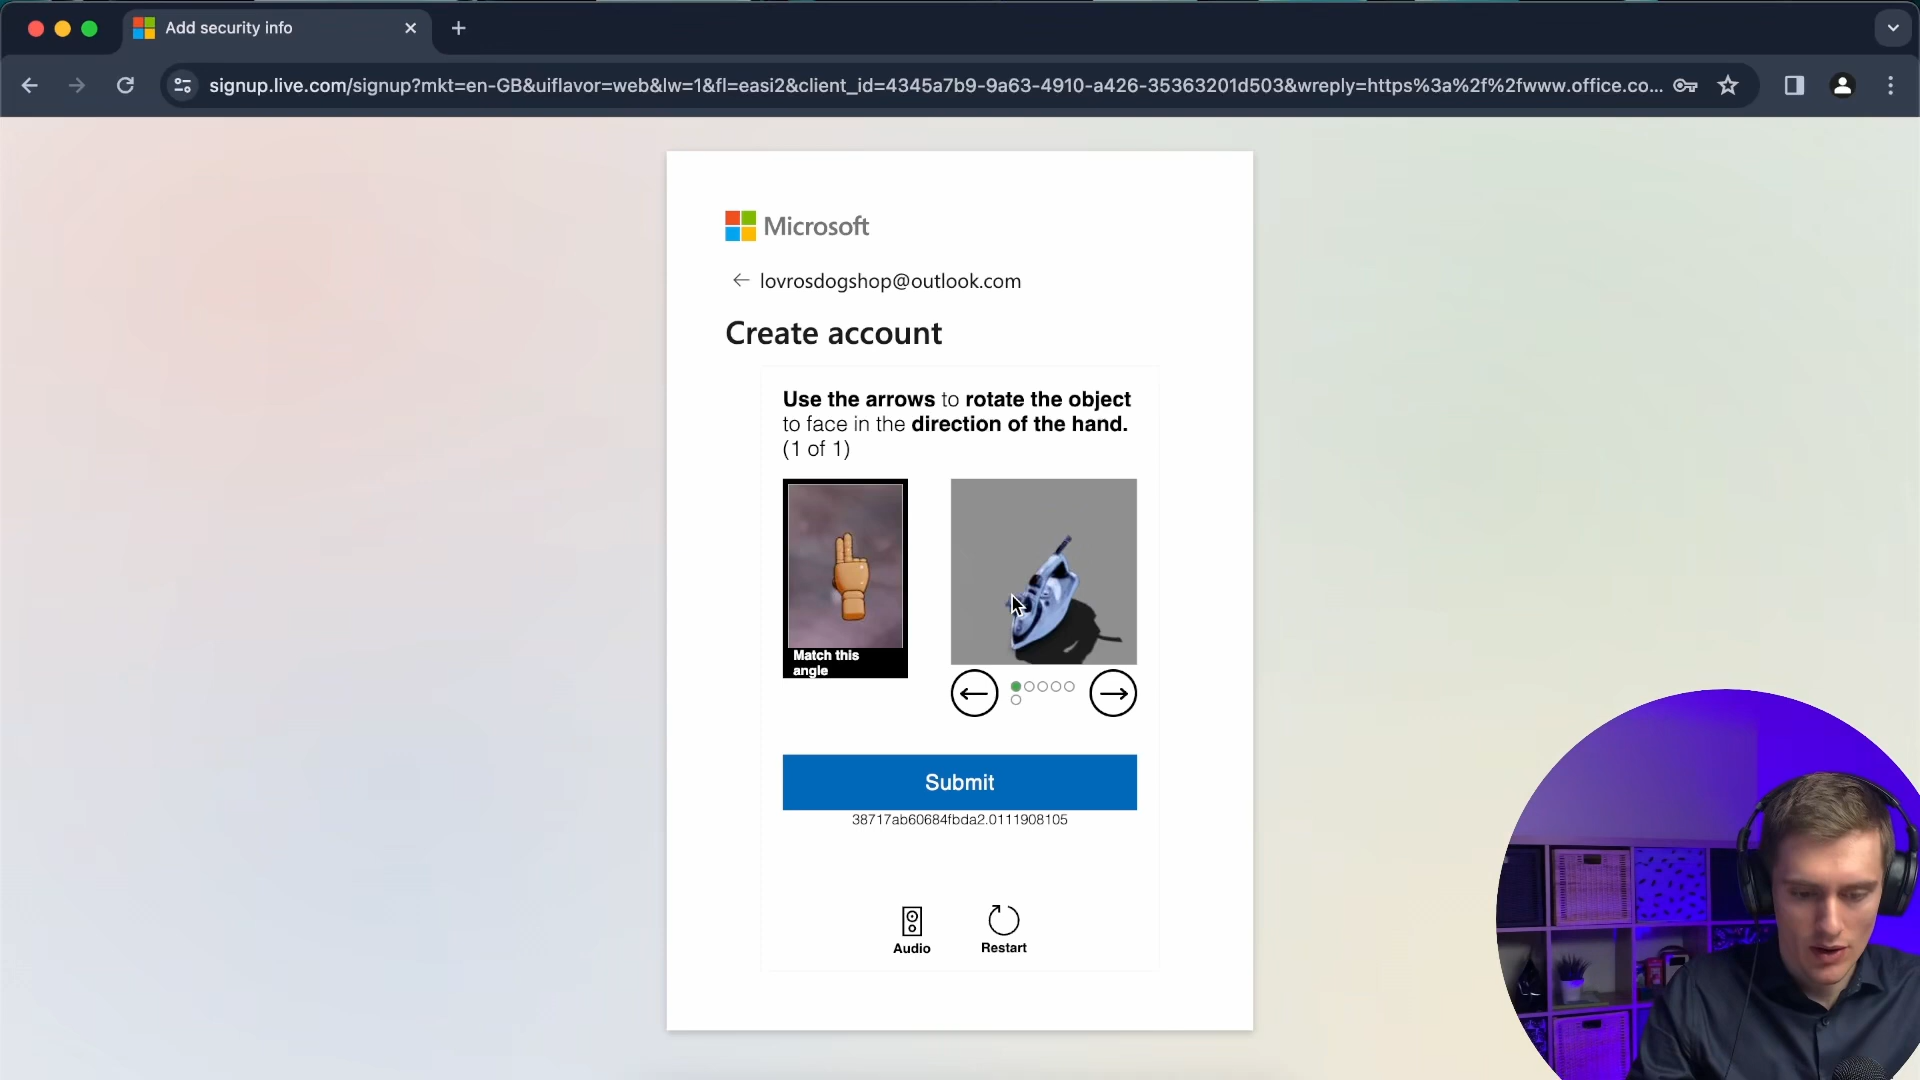 Add security info
signup.live.com/signup?mkt=en-GB&uiflavor=web&lw=1&fl=easi2&client_id=4345a7b9-9a63-4910-a426-35363201d503&wreply=https%3a%2f%2fwww.office.co...
Microsoft
lovrosdogshop@outlook.com
Create account
Use the arrows to rotate the object
to face in the direction of the hand.
(1 of 1)
Match this
angle
Submit
38717ab60684fbda2.0111908105
Audio
Restart